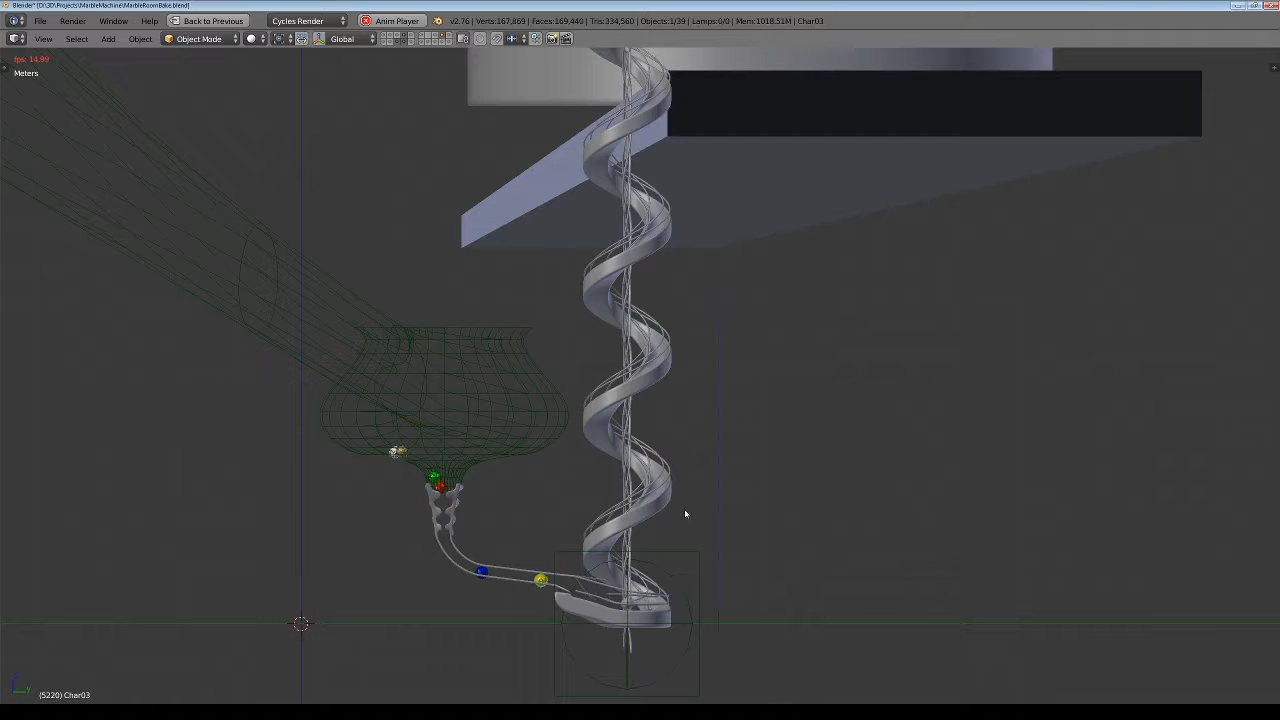 Blender* [D:\3D\Projects\MarbleMachine\MarbleRoomBake.blend]
File Render Window Help Back to Previous Cycles Render Anim Player v2.76 | Verts:167,869 | Faces:169,440 | Tris:334,560 | Objects:1/39 | Lamps:0/0 | Mem:1018.51M | Char03
View Select Add Object Object Mode Global
fps: 14.99
Meters
z
y
(5220) Char03